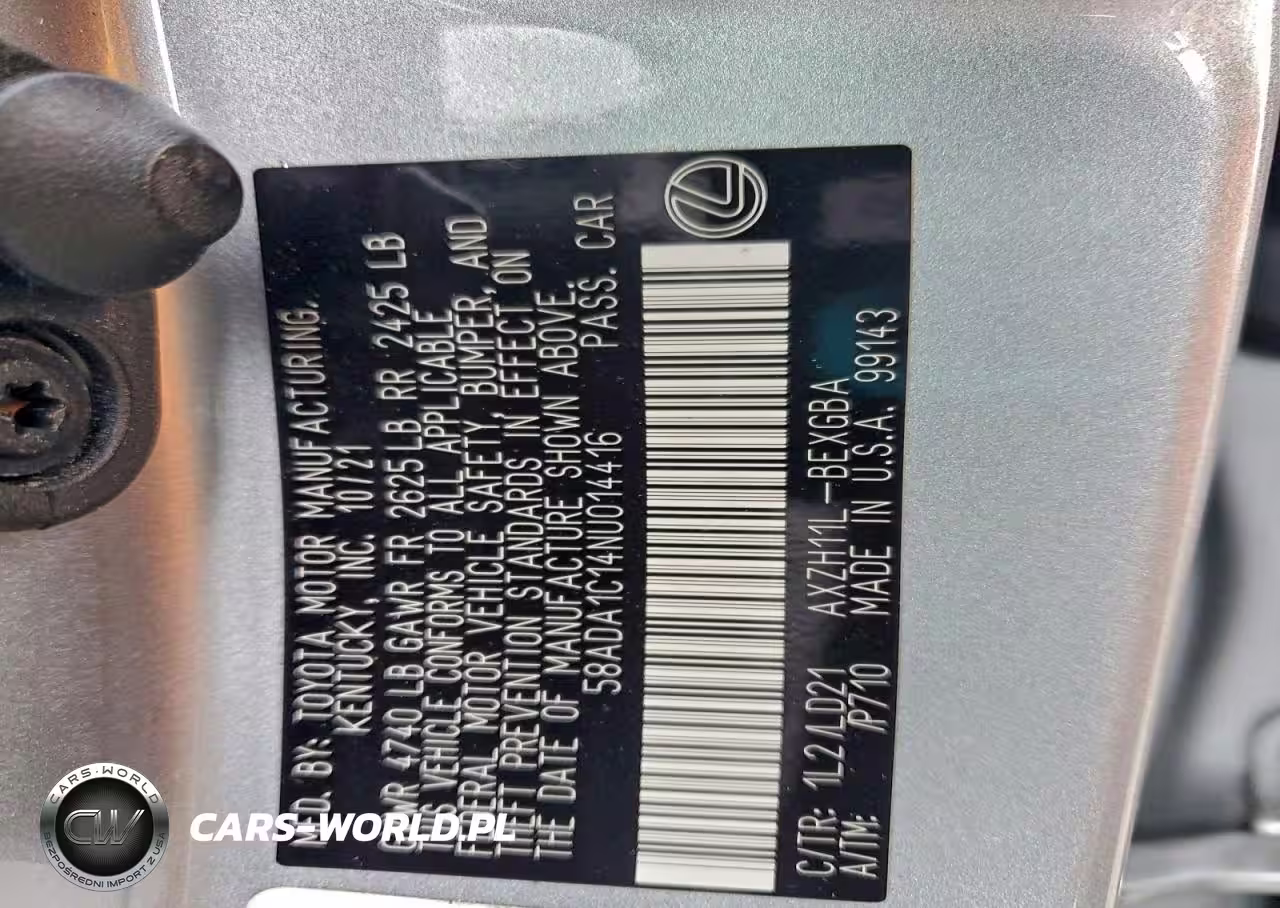 MFD. BY: TOYOTA MOTOR MANUFACTURING,
KENTUCKY, INC. 10/21
GVWR 4740 LB GAWR FR 2625 LB RR 2425 LB
THIS VEHICLE CONFORMS TO ALL APPLICABLE
FEDERAL MOTOR VEHICLE SAFETY, BUMPER, AND
THEFT PREVENTION STANDARDS IN EFFECT ON
THE DATE OF MANUFACTURE SHOWN ABOVE.
58ADA1C14NU014416 PASS. CAR
C/TR: 1L2/LD21 AXZH11L-BEXGBA
A/TM: /P710 MADE IN U.S.A. 99143
CARS-WORLD
CW
BEZPOŚREDNI IMPORT Z USA
CARS-WORLD.PL